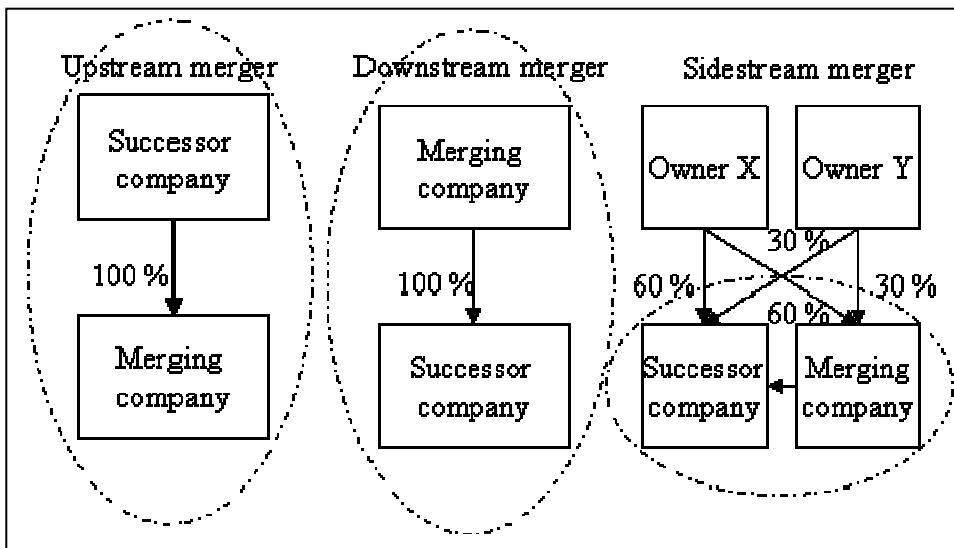 Upstream merger
Successor
company
100 %
Merging
company
Downstream merger
Merging
company
100 %
Successor
company
Sidestream merger
Owner X
Owner Y
30 %
60 %
30 %
60 %
Successor
company
Merging
company